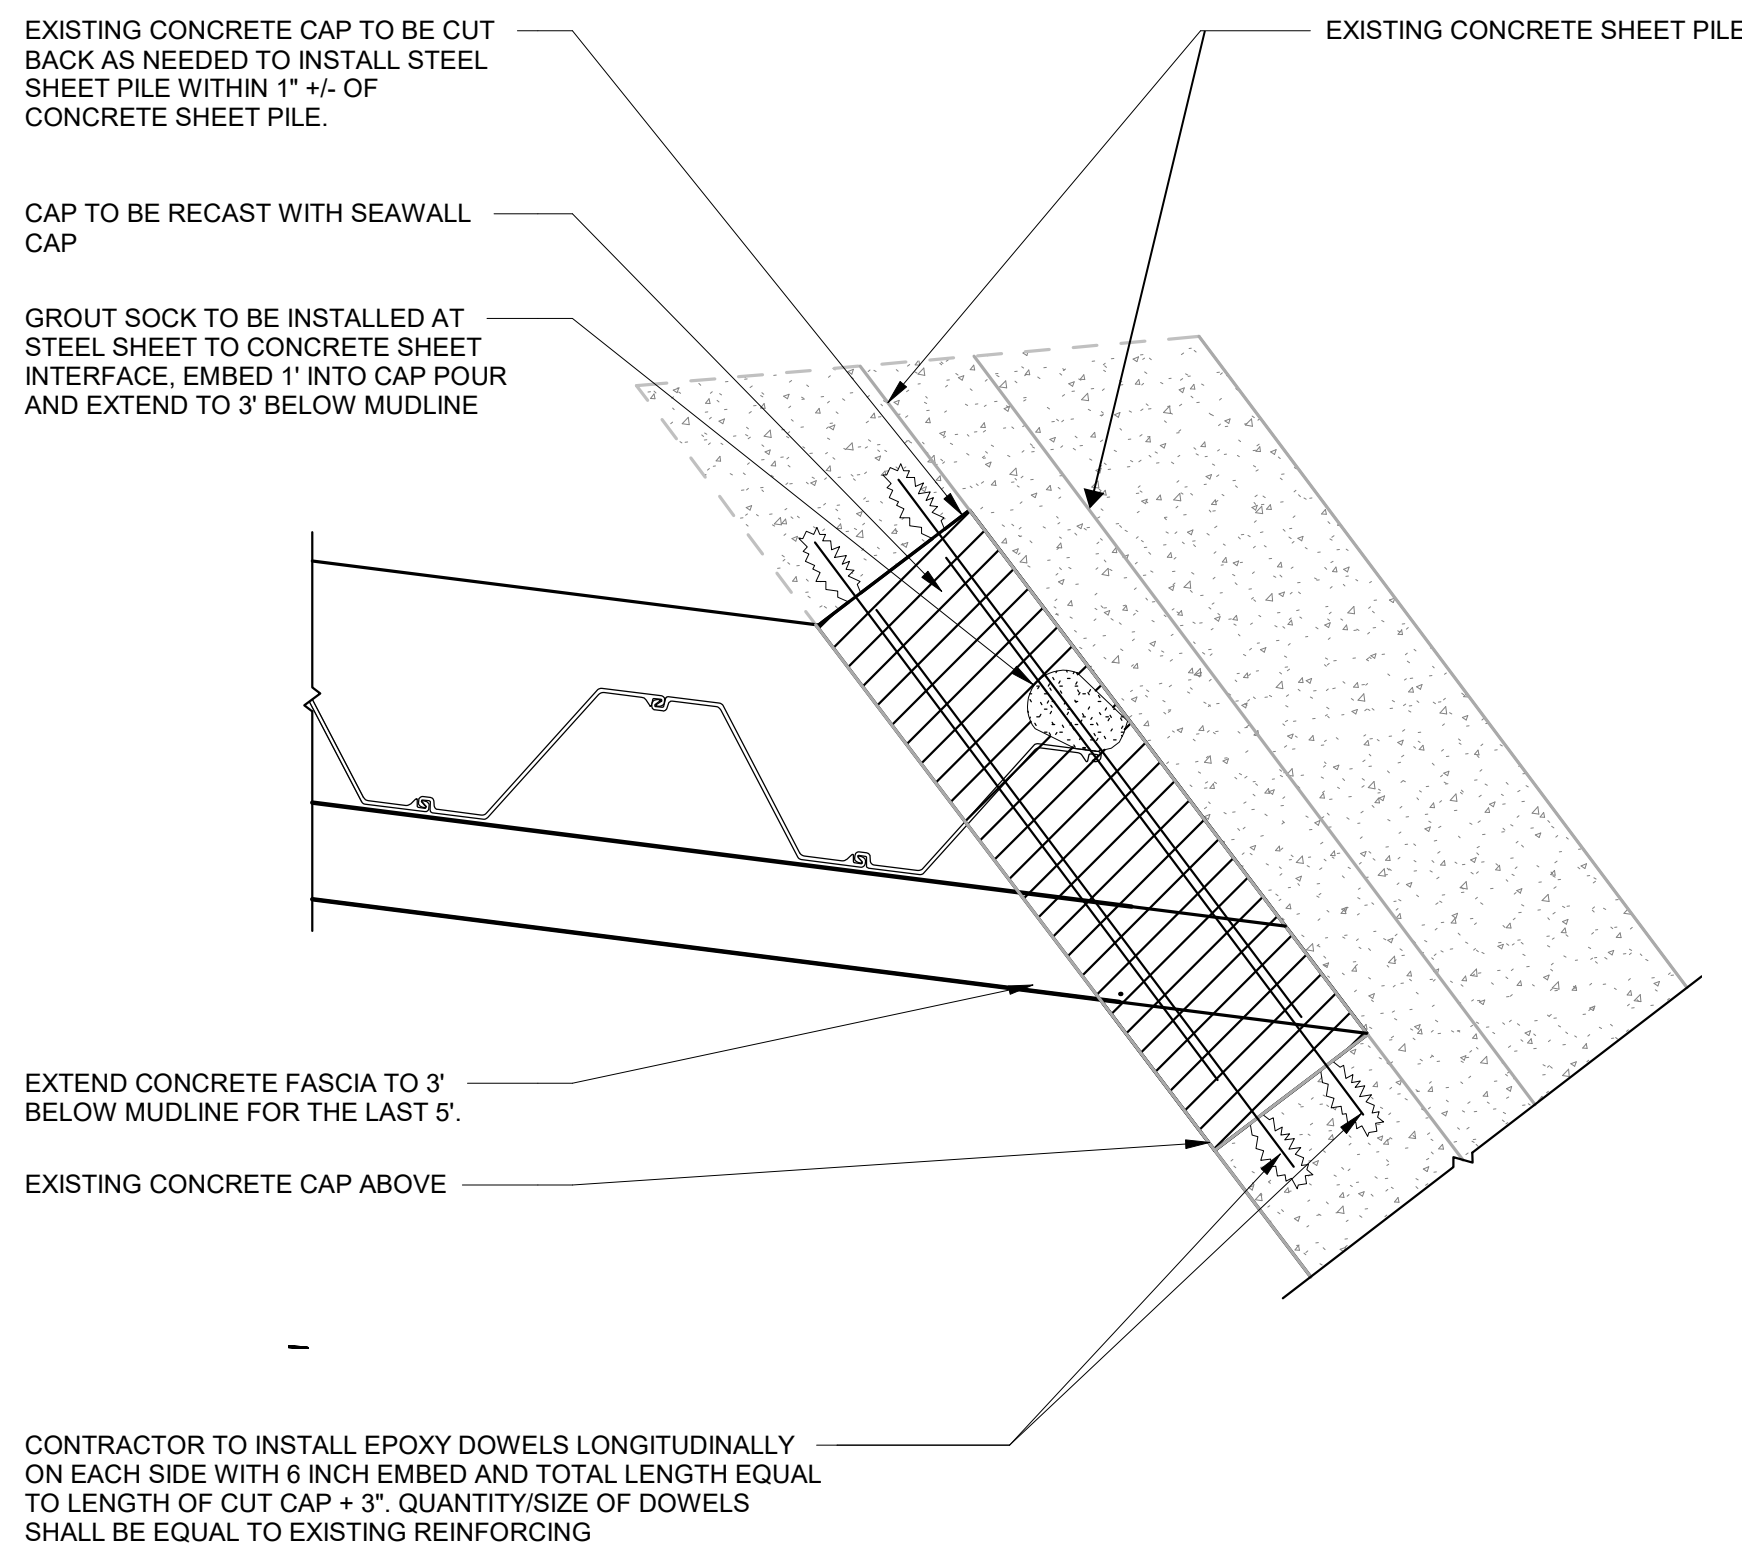 EXISTING CONCRETE CAP TO BE CUT
BACK AS NEEDED TO INSTALL STEEL
SHEET PILE WITHIN 1" +/- OF
CONCRETE SHEET PILE.
EXISTING CONCRETE SHEET PILE
CAP TO BE RECAST WITH SEAWALL
CAP
GROUT SOCK TO BE INSTALLED AT
STEEL SHEET TO CONCRETE SHEET
INTERFACE, EMBED 1' INTO CAP POUR
AND EXTEND TO 3' BELOW MUDLINE
EXTEND CONCRETE FASCIA TO 3'
BELOW MUDLINE FOR THE LAST 5'.
EXISTING CONCRETE CAP ABOVE
CONTRACTOR TO INSTALL EPOXY DOWELS LONGITUDINALLY
ON EACH SIDE WITH 6 INCH EMBED AND TOTAL LENGTH EQUAL
TO LENGTH OF CUT CAP + 3". QUANTITY/SIZE OF DOWELS
SHALL BE EQUAL TO EXISTING REINFORCING